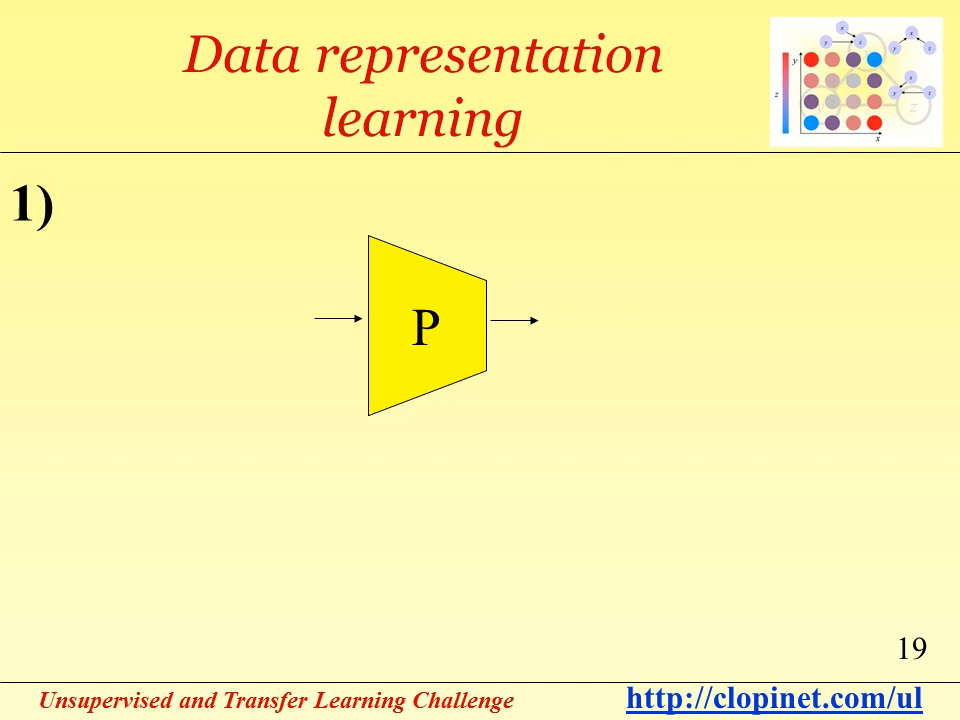 Data representation
learning
1)
P
19
Unsupervised and Transfer Learning Challenge
http://clopinet.com/ul